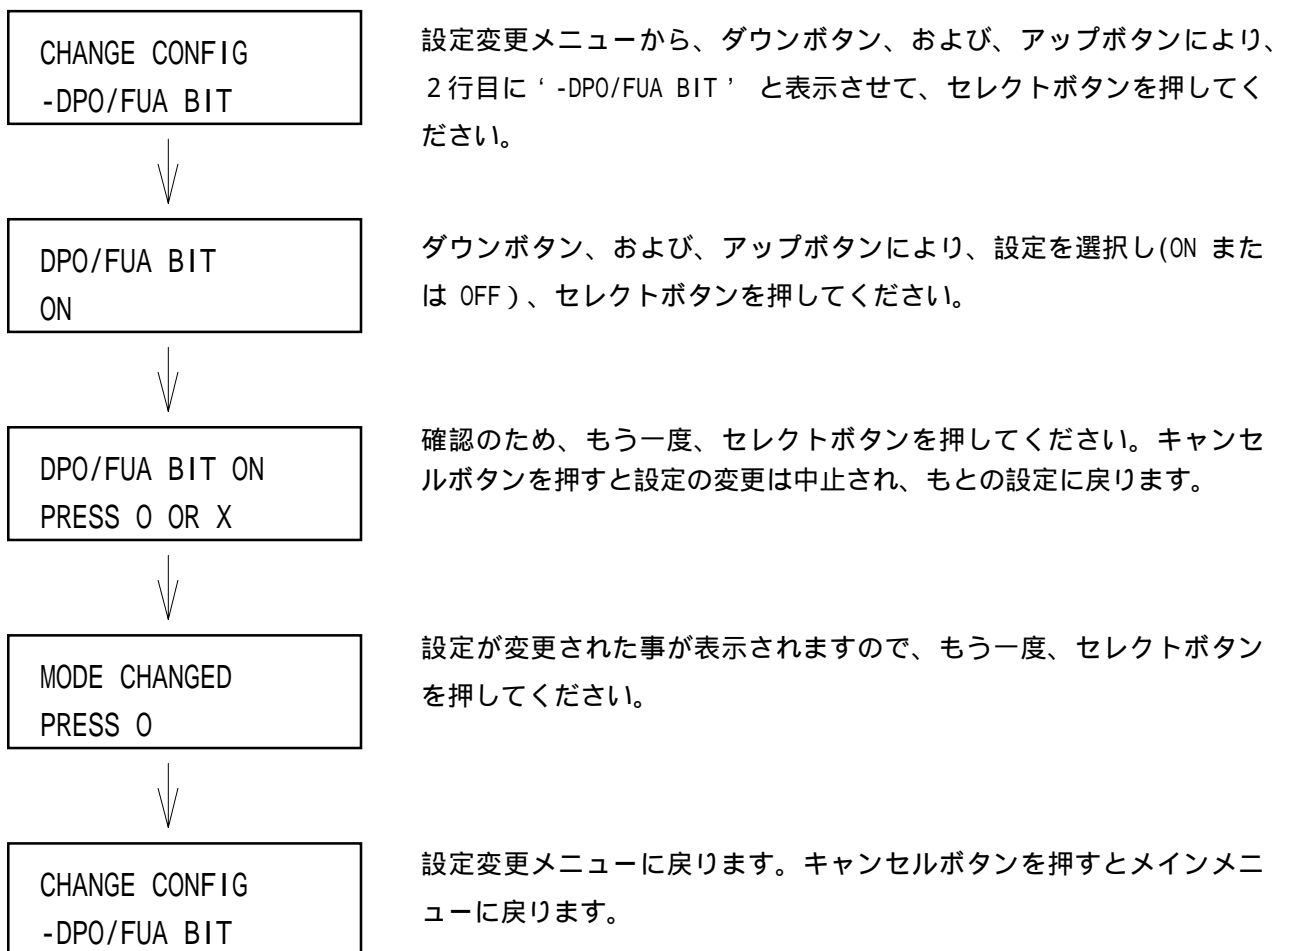 CHANGE CONFIG
-DPO/FUA BIT
設定変更メニューから、ダウンボタン、および、アップボタンにより、
２行目に‘-DPO/FUA BIT’ と表示させて、セレクトボタンを押してく
ださい。
DPO/FUA BIT
ON
ダウンボタン、および、アップボタンにより、設定を選択し(ON また
は OFF）、セレクトボタンを押してください。
DPO/FUA BIT ON
PRESS O OR X
確認のため、もう一度、セレクトボタンを押してください。キャンセ
ルボタンを押すと設定の変更は中止され、もとの設定に戻ります。
MODE CHANGED
PRESS O
設定が変更された事が表示されますので、もう一度、セレクトボタン
を押してください。
CHANGE CONFIG
-DPO/FUA BIT
設定変更メニューに戻ります。キャンセルボタンを押すとメインメニ
ューに戻ります。